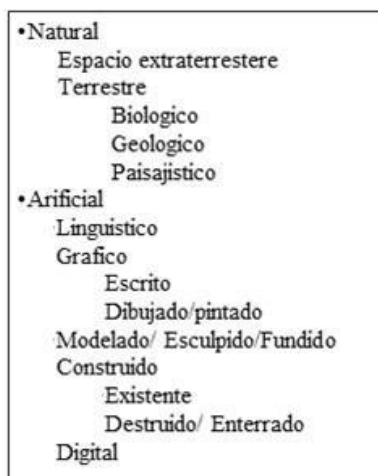 •Natural
Espacio extraterrestere
Terrestre
Biologico
Geologico
Paisajistico
•Arificial
Linguistico
Grafico
Escrito
Dibujado/pintado
Modelado/ Esculpido/Fundido
Construido
Existente
Destruido/ Enterrado
Digital